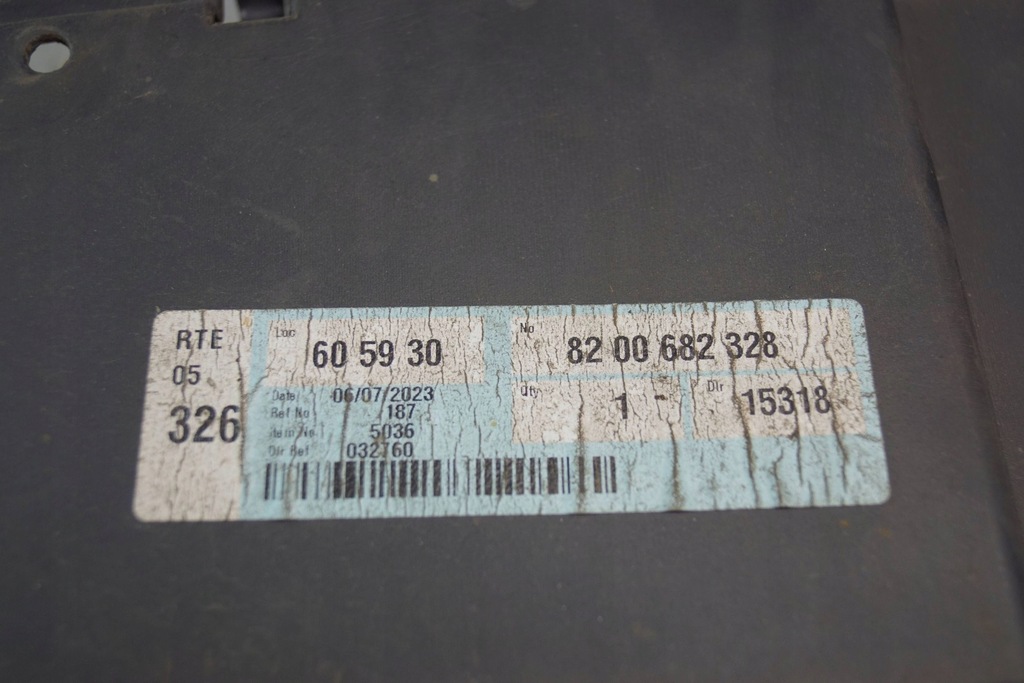 RTE
05
326
Loc
60 59 30
Date 06/07/2023
Ref No 187
Item No 5036
Dlr Ref 032760
No
82 00 682 328
Qty
1
Dlr
15318